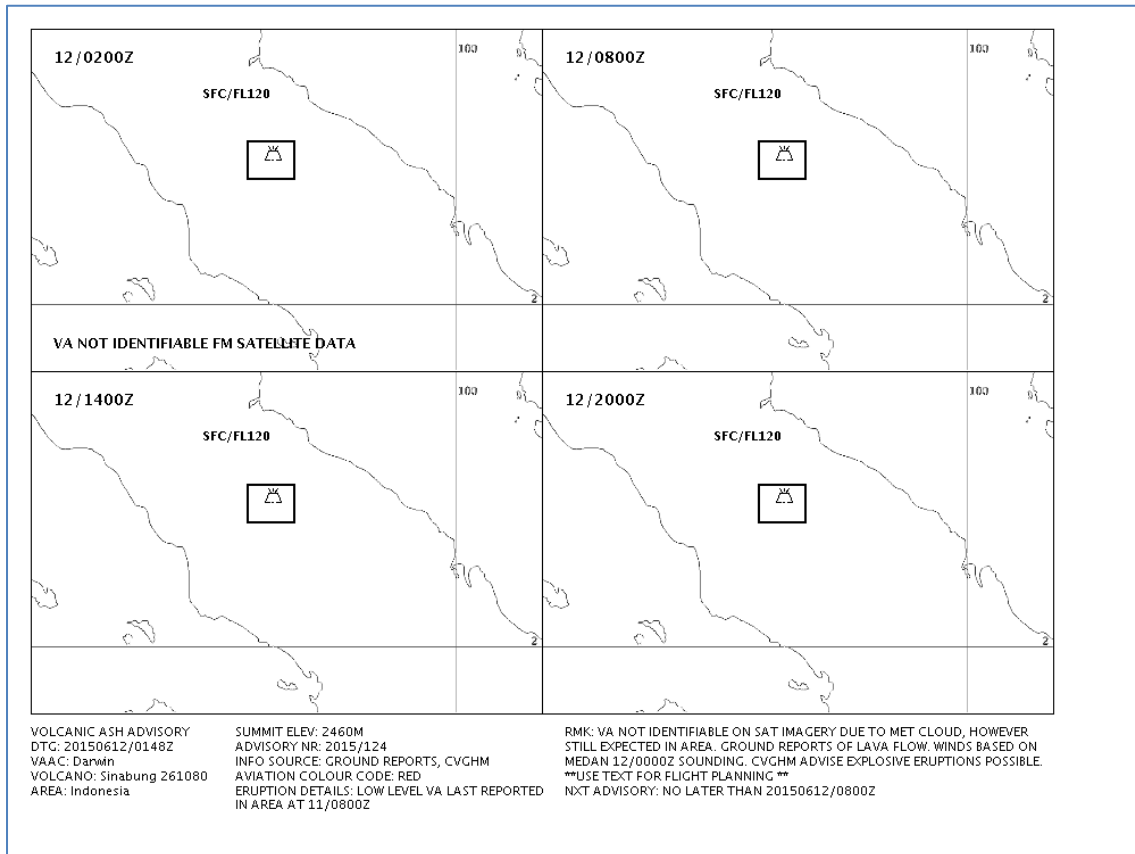 12/0200Z
100
9
SFC/FL120
2
VA NOT IDENTIFIABLE FM SATELLITE DATA
12/0800Z
100
9
SFC/FL120
2
12/1400Z
100
9
SFC/FL120
2
12/2000Z
100
9
SFC/FL120
2
VOLCANIC ASH ADVISORY
DTG: 20150612/0148Z
VAAC: Darwin
VOLCANO: Sinabung 261080
AREA: Indonesia
SUMMIT ELEV: 2460M
ADVISORY NR: 2015/124
INFO SOURCE: GROUND REPORTS, CVGHM
AVIATION COLOUR CODE: RED
ERUPTION DETAILS: LOW LEVEL VA LAST REPORTED
IN AREA AT 11/0800Z
RMK: VA NOT IDENTIFIABLE ON SAT IMAGERY DUE TO MET CLOUD, HOWEVER
STILL EXPECTED IN AREA. GROUND REPORTS OF LAVA FLOW. WINDS BASED ON
MEDAN 12/0000Z SOUNDING. CVGHM ADVISE EXPLOSIVE ERUPTIONS POSSIBLE.
**USE TEXT FOR FLIGHT PLANNING **
NXT ADVISORY: NO LATER THAN 20150612/0800Z